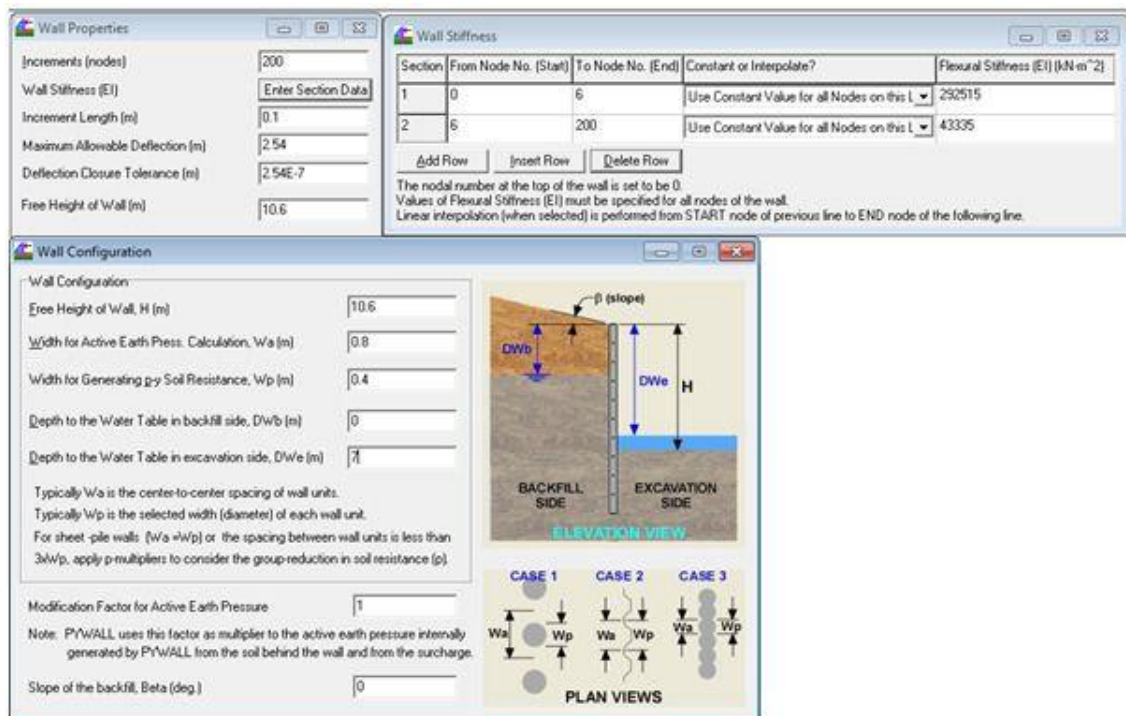 Wall Properties
Increments (nodes) 200
Wall Stiffness (EI) Enter Section Data
Increment Length (m) 0.1
Maximum Allowable Deflection (m) 2.54
Deflection Closure Tolerance (m) 2.54E-7
Free Height of Wall (m) 10.6
Wall Stiffness
Section From Node No. (Start) To Node No. (End) Constant or Interpolate? Flexural Stiffness (EI) (kN-m^2)
1 0 6 Use Constant Value for all Nodes on this L 292515
2 6 200 Use Constant Value for all Nodes on this L 43335
Add Row Insert Row Delete Row
The nodal number at the top of the wall is set to be 0.
Values of Flexural Stiffness (EI) must be specified for all nodes of the wall.
Linear interpolation (when selected) is performed from START node of previous line to END node of the following line.
Wall Configuration
Wall Configuration
Free Height of Wall, H (m) 10.6
Width for Active Earth Press. Calculation, Wa (m) 0.8
Width for Generating p-y Soil Resistance, Wp (m) 0.4
Depth to the Water Table in backfill side, DWb (m) 0
Depth to the Water Table in excavation side, DWe (m) 7
Typically Wa is the center-to-center spacing of wall units.
Typically Wp is the selected width (diameter) of each wall unit.
For sheet -pile walls (Wa =Wp) or the spacing between wall units is less than
3xWp, apply p-multipliers to consider the group-reduction in soil resistance (p).
Modification Factor for Active Earth Pressure 1
Note: PYWALL uses this factor as multiplier to the active earth pressure internally
generated by PYWALL from the soil behind the wall and from the surcharge.
Slope of the backfill, Beta (deg.) 0
β (slope)
DWb
DWe
H
BACKFILL SIDE
EXCAVATION SIDE
ELEVATION VIEW
CASE 1 CASE 2 CASE 3
Wa Wp Wa Wp Wa Wp
PLAN VIEWS